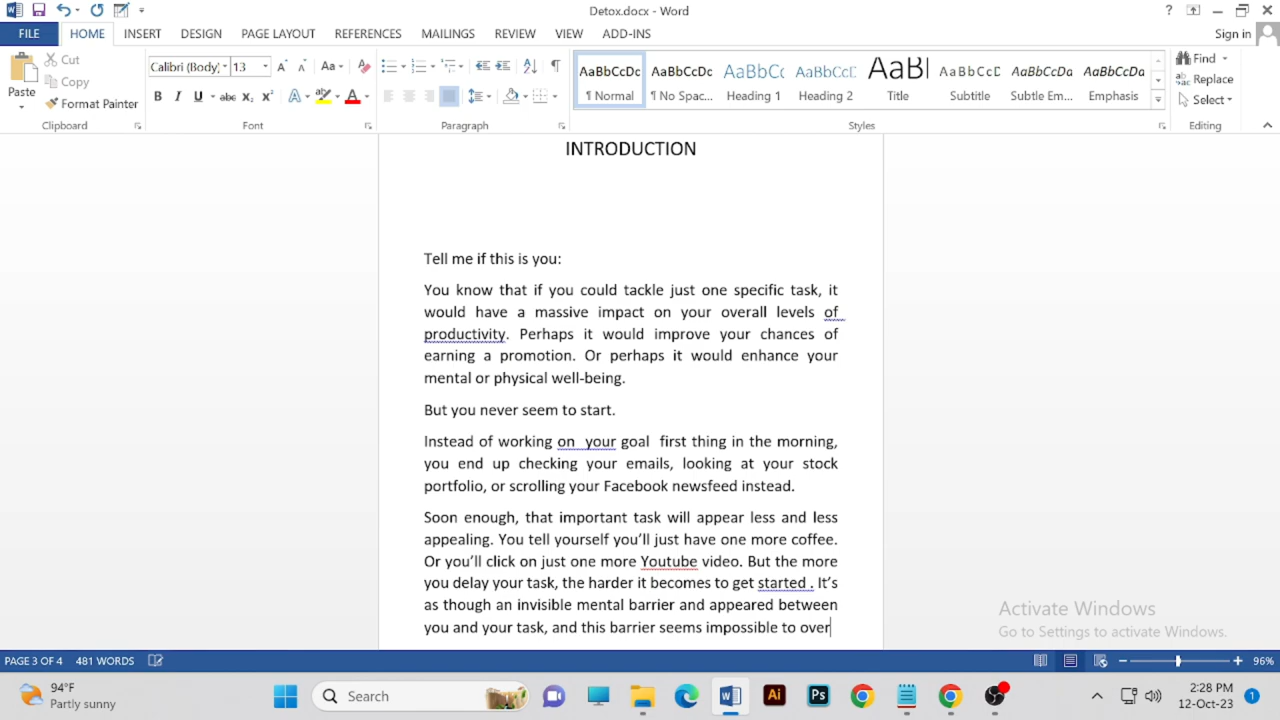 Detox.docx - Word
Sign in
FILE HOME INSERT DESIGN PAGE LAYOUT REFERENCES MAILINGS REVIEW VIEW ADD-INS
Paste
Cut
Copy
Format Painter
Calibri (Body) 13
Aa
B I U abc X₂ X² A A
AaBbCcDc AaBbCcDc AaBbCc AaBbCcD AaBl AaBbCcD AaBbCcDa AaBbCcDa
¶ Normal ¶ No Spac... Heading 1 Heading 2 Title Subtitle Subtle Em... Emphasis
Find
Replace
Select
Clipboard Font Paragraph Styles Editing
INTRODUCTION
Tell me if this is you:
You know that if you could tackle just one specific task, it
would have a massive impact on your overall levels of
productivity. Perhaps it would improve your chances of
earning a promotion. Or perhaps it would enhance your
mental or physical well-being.
But you never seem to start.
Instead of working on your goal first thing in the morning,
you end up checking your emails, looking at your stock
portfolio, or scrolling your Facebook newsfeed instead.
Soon enough, that important task will appear less and less
appealing. You tell yourself you’ll just have one more coffee.
Or you’ll click on just one more Youtube video. But the more
you delay your task, the harder it becomes to get started . It’s
as though an invisible mental barrier and appeared between
you and your task, and this barrier seems impossible to over
Activate Windows
Go to Settings to activate Windows.
PAGE 3 OF 4 481 WORDS 96%
94°F
Partly sunny
Search
Ai Ps
2:28 PM
12-Oct-23
1